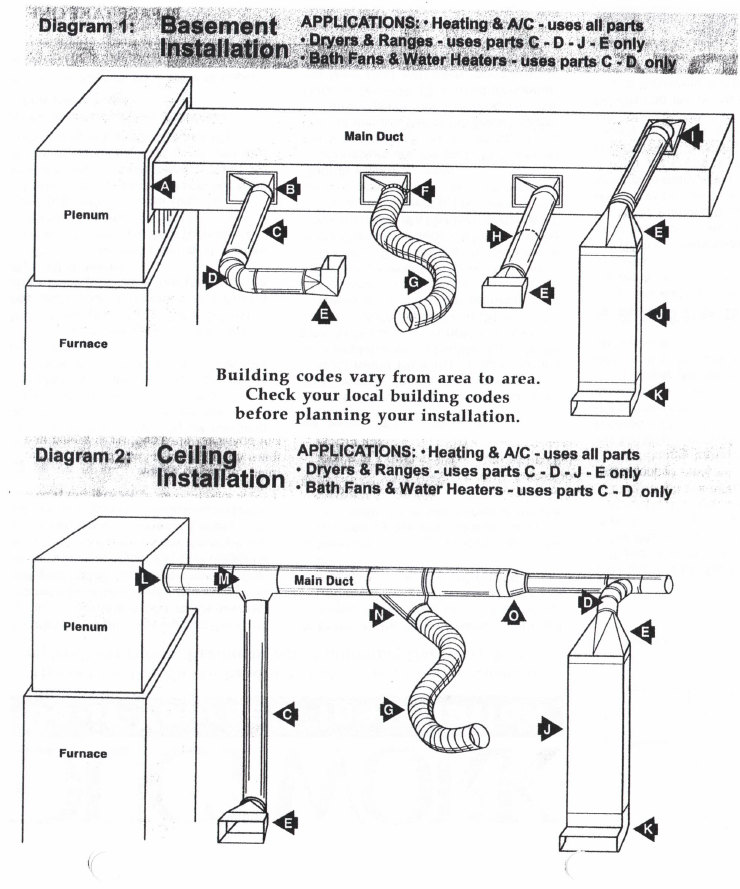 Diagram 1: Basement Installation
APPLICATIONS: • Heating & A/C - uses all parts
• Dryers & Ranges - uses parts C - D - J - E only
• Bath Fans & Water Heaters - uses parts C - D only
Main Duct
I
A
B
F
Plenum
C
H
E
D
G
E
E
J
Furnace
K
Building codes vary from area to area.
Check your local building codes
before planning your installation.
Diagram 2: Ceiling Installation
APPLICATIONS: • Heating & A/C - uses all parts
• Dryers & Ranges - uses parts C - D - J - E only
• Bath Fans & Water Heaters - uses parts C - D only
L
M
Main Duct
D
N
O
Plenum
E
C
G
J
Furnace
E
K